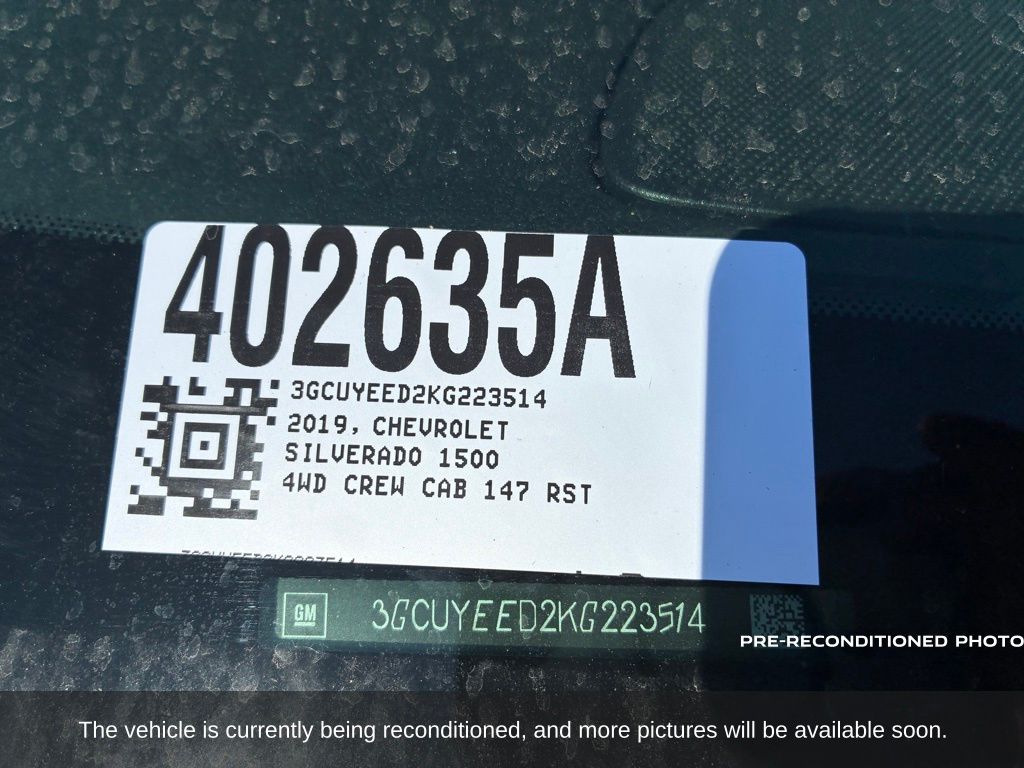 402635A
3GCUYEED2KG223514
2019, CHEVROLET
SILVERADO 1500
4WD CREW CAB 147 RST
GM 3GCUYEED2KG223514
PRE-RECONDITIONED PHOTO
The vehicle is currently being reconditioned, and more pictures will be available soon.